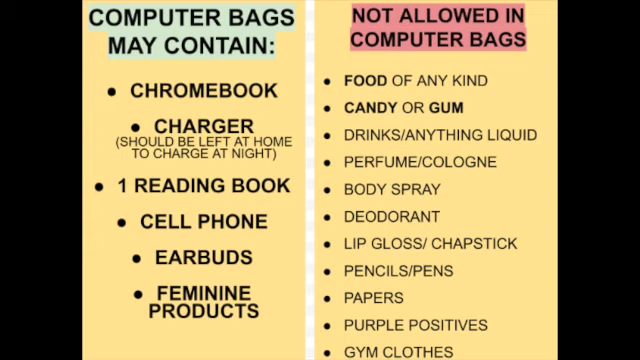 COMPUTER BAGS
MAY CONTAIN:
● CHROMEBOOK
● CHARGER
(SHOULD BE LEFT AT HOME
TO CHARGE AT NIGHT)
● 1 READING BOOK
● CELL PHONE
● EARBUDS
● FEMININE
PRODUCTS
NOT ALLOWED IN
COMPUTER BAGS
● FOOD OF ANY KIND
● CANDY OR GUM
● DRINKS/ANYTHING LIQUID
● PERFUME/COLOGNE
● BODY SPRAY
● DEODORANT
● LIP GLOSS/ CHAPSTICK
● PENCILS/PENS
● PAPERS
● PURPLE POSITIVES
● GYM CLOTHES